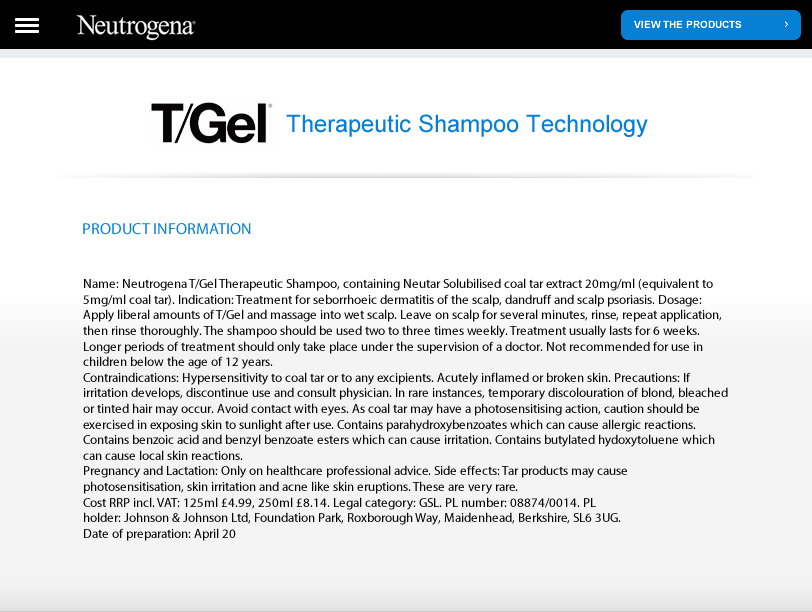 Neutrogena®
VIEW THE PRODUCTS
T/Gel® Therapeutic Shampoo Technology
PRODUCT INFORMATION
Name: Neutrogena T/Gel Therapeutic Shampoo, containing Neutar Solubilised coal tar extract 20mg/ml (equivalent to
5mg/ml coal tar). Indication: Treatment for seborrhoeic dermatitis of the scalp, dandruff and scalp psoriasis. Dosage:
Apply liberal amounts of T/Gel and massage into wet scalp. Leave on scalp for several minutes, rinse, repeat application,
then rinse thoroughly. The shampoo should be used two to three times weekly. Treatment usually lasts for 6 weeks.
Longer periods of treatment should only take place under the supervision of a doctor. Not recommended for use in
children below the age of 12 years.
Contraindications: Hypersensitivity to coal tar or to any excipients. Acutely inflamed or broken skin. Precautions: If
irritation develops, discontinue use and consult physician. In rare instances, temporary discolouration of blond, bleached
or tinted hair may occur. Avoid contact with eyes. As coal tar may have a photosensitising action, caution should be
exercised in exposing skin to sunlight after use. Contains parahydroxybenzoates which can cause allergic reactions.
Contains benzoic acid and benzyl benzoate esters which can cause irritation. Contains butylated hydoxytoluene which
can cause local skin reactions.
Pregnancy and Lactation: Only on healthcare professional advice. Side effects: Tar products may cause
photosensitisation, skin irritation and acne like skin eruptions. These are very rare.
Cost RRP incl. VAT: 125ml £4.99, 250ml £8.14. Legal category: GSL. PL number: 08874/0014. PL
holder: Johnson & Johnson Ltd, Foundation Park, Roxborough Way, Maidenhead, Berkshire, SL6 3UG.
Date of preparation: April 20